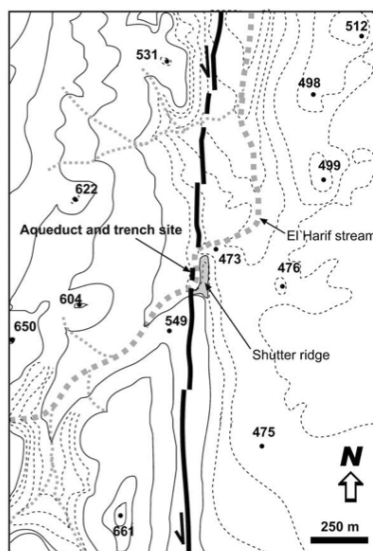 512
531
498
499
622
Aqueduct and trench site
El Harif stream
473
476
604
549
650
Shutter ridge
475
N
661
250 m